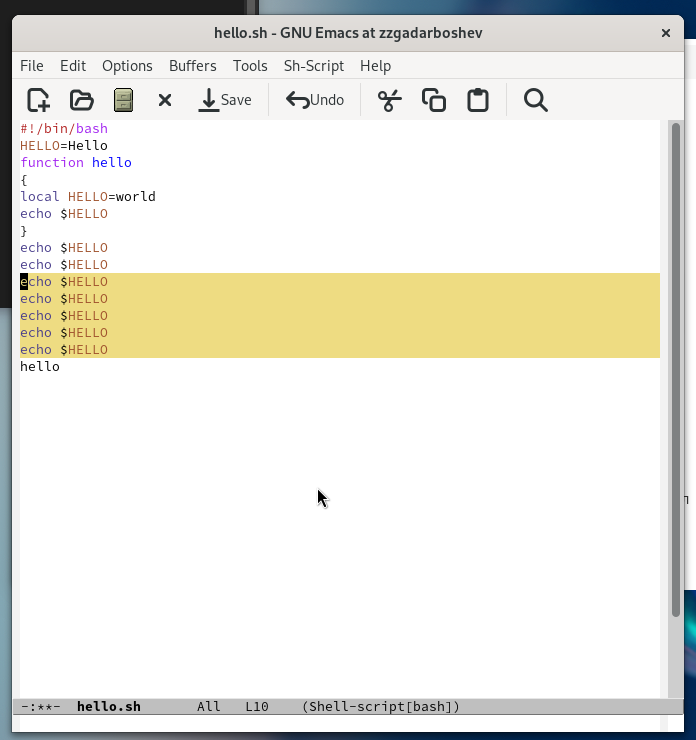 hello.sh - GNU Emacs at zzgadarboshev
File Edit Options Buffers Tools Sh-Script Help
Save Undo
#!/bin/bash
HELLO=Hello
function hello
{
local HELLO=world
echo $HELLO
}
echo $HELLO
echo $HELLO
echo $HELLO
echo $HELLO
echo $HELLO
echo $HELLO
echo $HELLO
hello
-:**- hello.sh All L10 (Shell-script[bash])